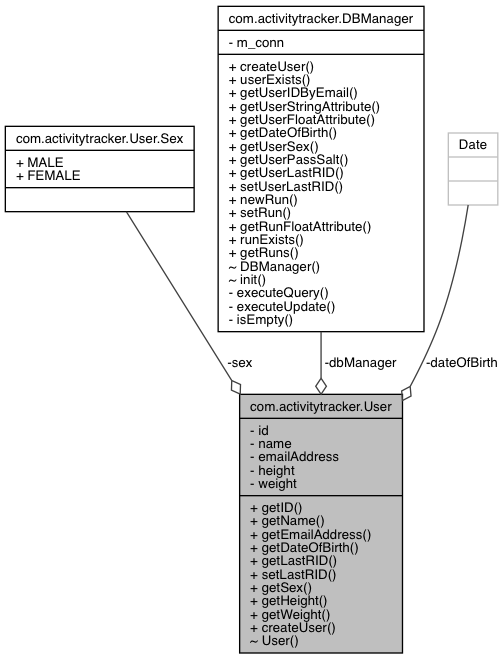 com.activitytracker.DBManager
- m_conn
+ createUser()
+ userExists()
+ getUserIDByEmail()
+ getUserStringAttribute()
+ getUserFloatAttribute()
+ getDateOfBirth()
+ getUserSex()
+ getUserPassSalt()
+ getUserLastRID()
+ setUserLastRID()
+ newRun()
+ setRun()
+ getRunFloatAttribute()
+ runExists()
+ getRuns()
~ DBManager()
~ init()
- executeQuery()
- executeUpdate()
- isEmpty()
com.activitytracker.User.Sex
+ MALE
+ FEMALE
Date
-sex
-dbManager
-dateOfBirth
com.activitytracker.User
- id
- name
- emailAddress
- height
- weight
+ getID()
+ getName()
+ getEmailAddress()
+ getDateOfBirth()
+ getLastRID()
+ setLastRID()
+ getSex()
+ getHeight()
+ getWeight()
+ createUser()
~ User()